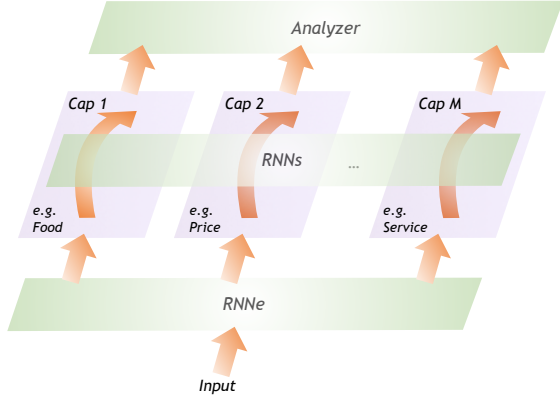 Analyzer
Cap 1
Cap 2
Cap M
RNNs
...
e.g.
Food
e.g.
Price
e.g.
Service
RNNe
Input